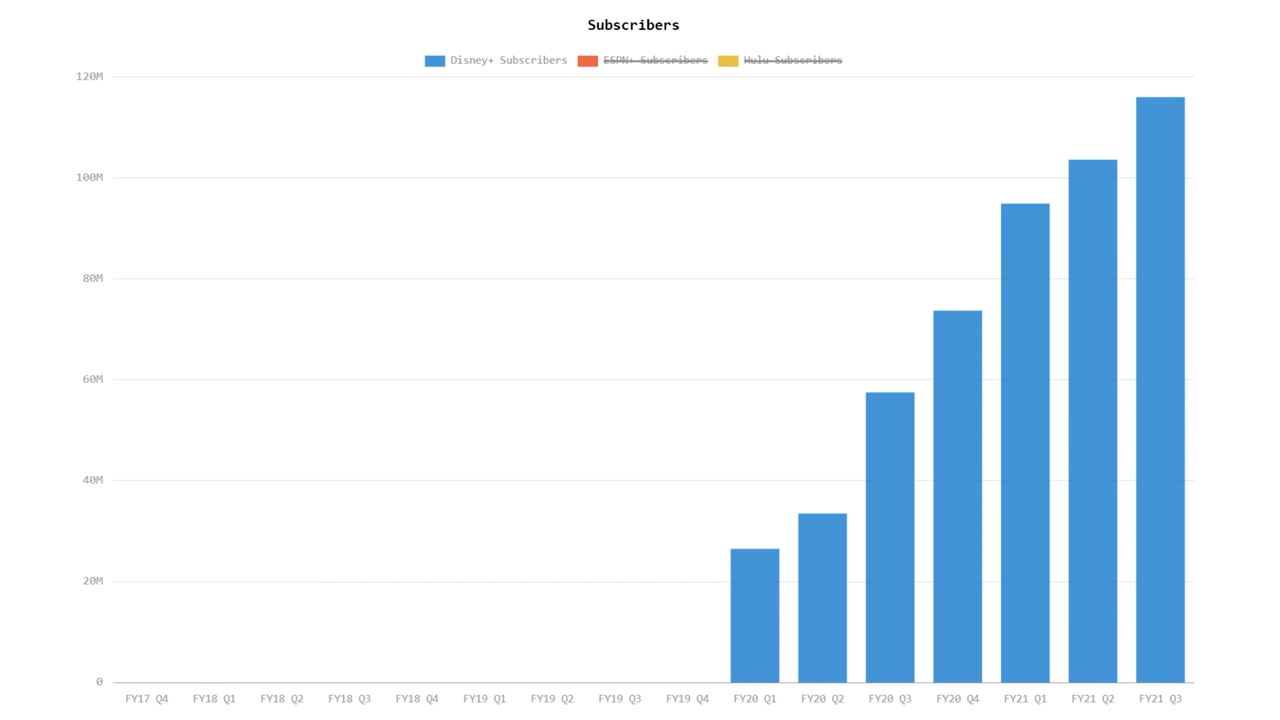 Subscribers
Disney+ Subscribers ESPN+ Subscribers Hulu Subscribers
120M
100M
80M
60M
40M
20M
0
FY17 Q4 FY18 Q1 FY18 Q2 FY18 Q3 FY18 Q4 FY19 Q1 FY19 Q2 FY19 Q3 FY19 Q4 FY20 Q1 FY20 Q2 FY20 Q3 FY20 Q4 FY21 Q1 FY21 Q2 FY21 Q3